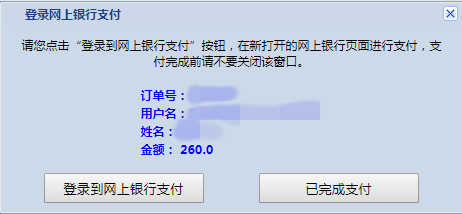 登录网上银行支付
请您点击“登录到网上银行支付”按钮，在新打开的网上银行页面进行支付，支
付完成前请不要关闭该窗口。
订单号：
用户名：
姓名：
金额： 260.0
登录到网上银行支付
已完成支付